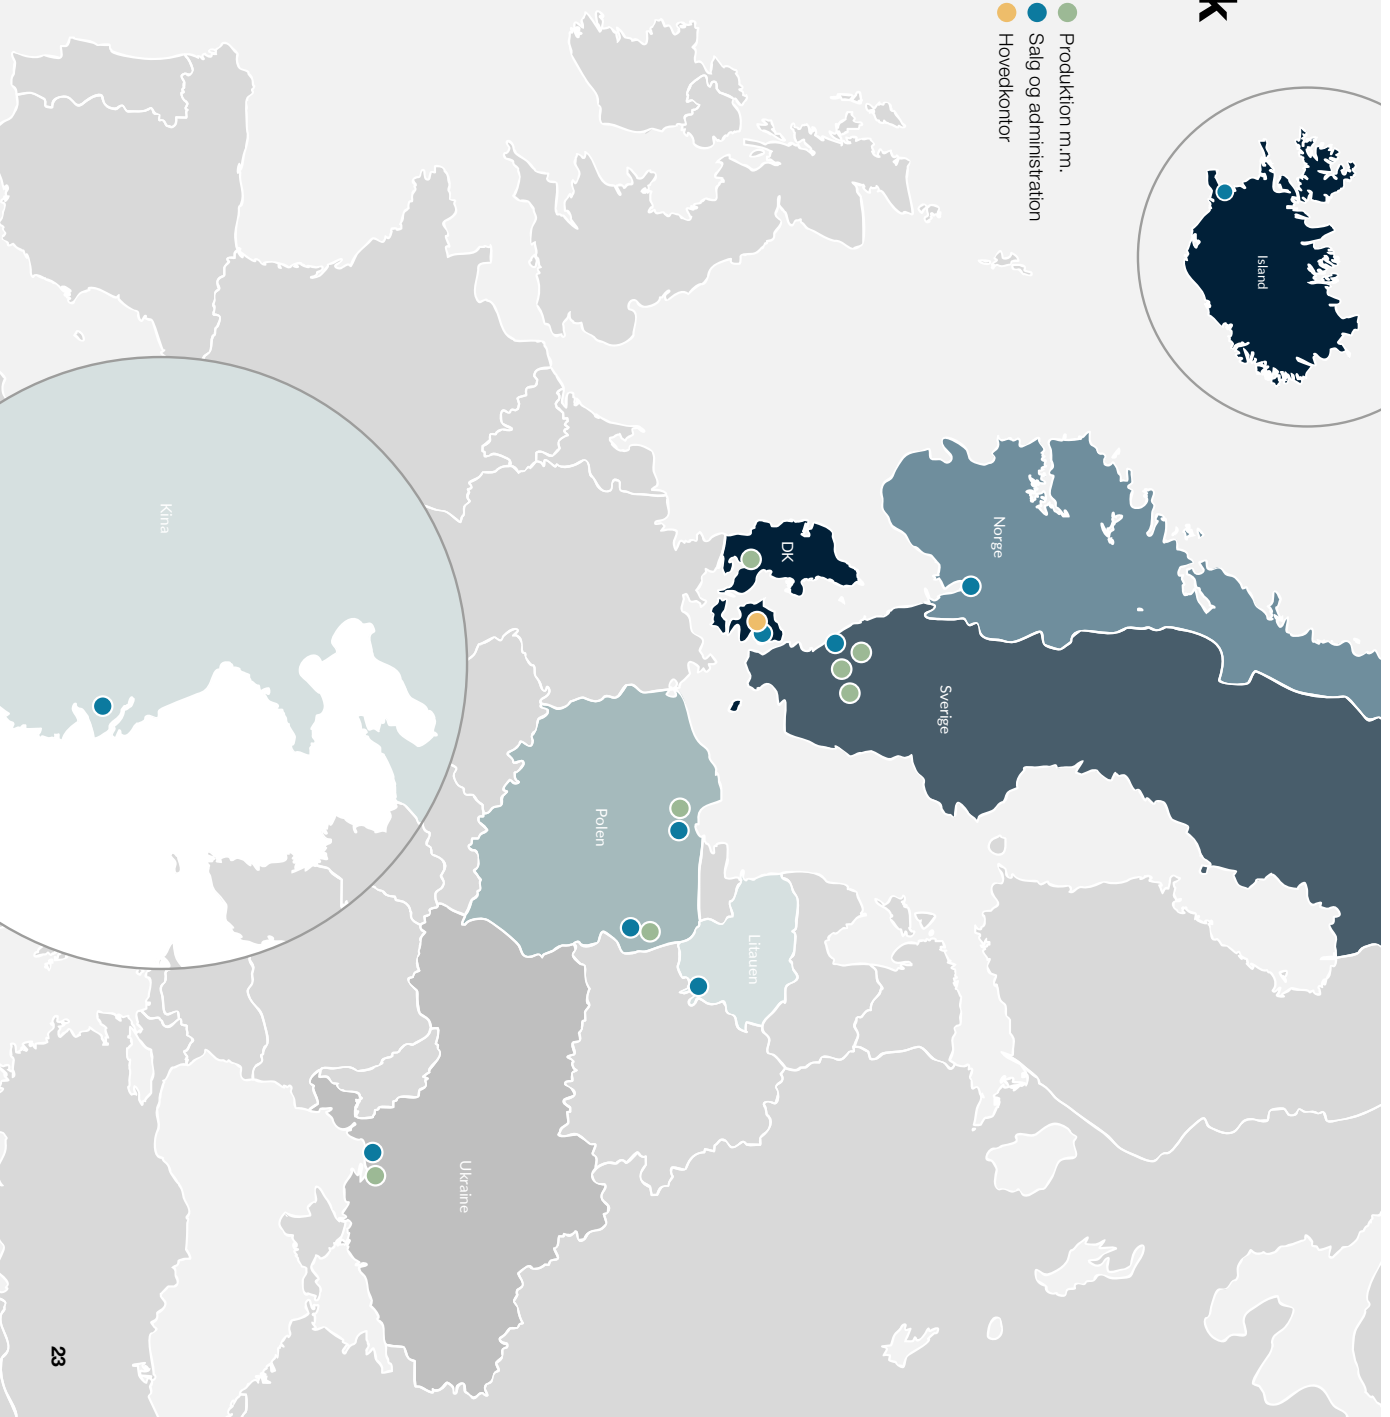 k
Produktion m.m.
Salg og administration
Hovedkontor
Island
Norge
Sverige
DK
Litauen
Polen
Ukraine
Kina
23